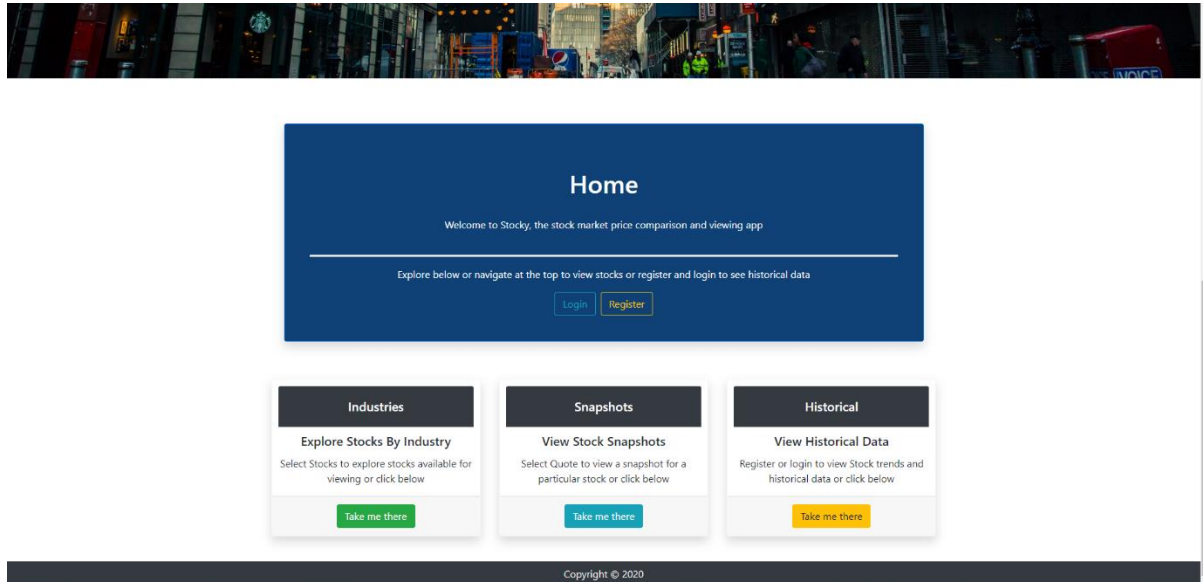 VOICE
Home
Welcome to Stocky, the stock market price comparison and viewing app
Explore below or navigate at the top to view stocks or register and login to see historical data
Login Register
Industries
Explore Stocks By Industry
Select Stocks to explore stocks available for
viewing or click below
Take me there
Snapshots
View Stock Snapshots
Select Quote to view a snapshot for a
particular stock or click below
Take me there
Historical
View Historical Data
Register or login to view Stock trends and
historical data or click below
Take me there
Copyright © 2020